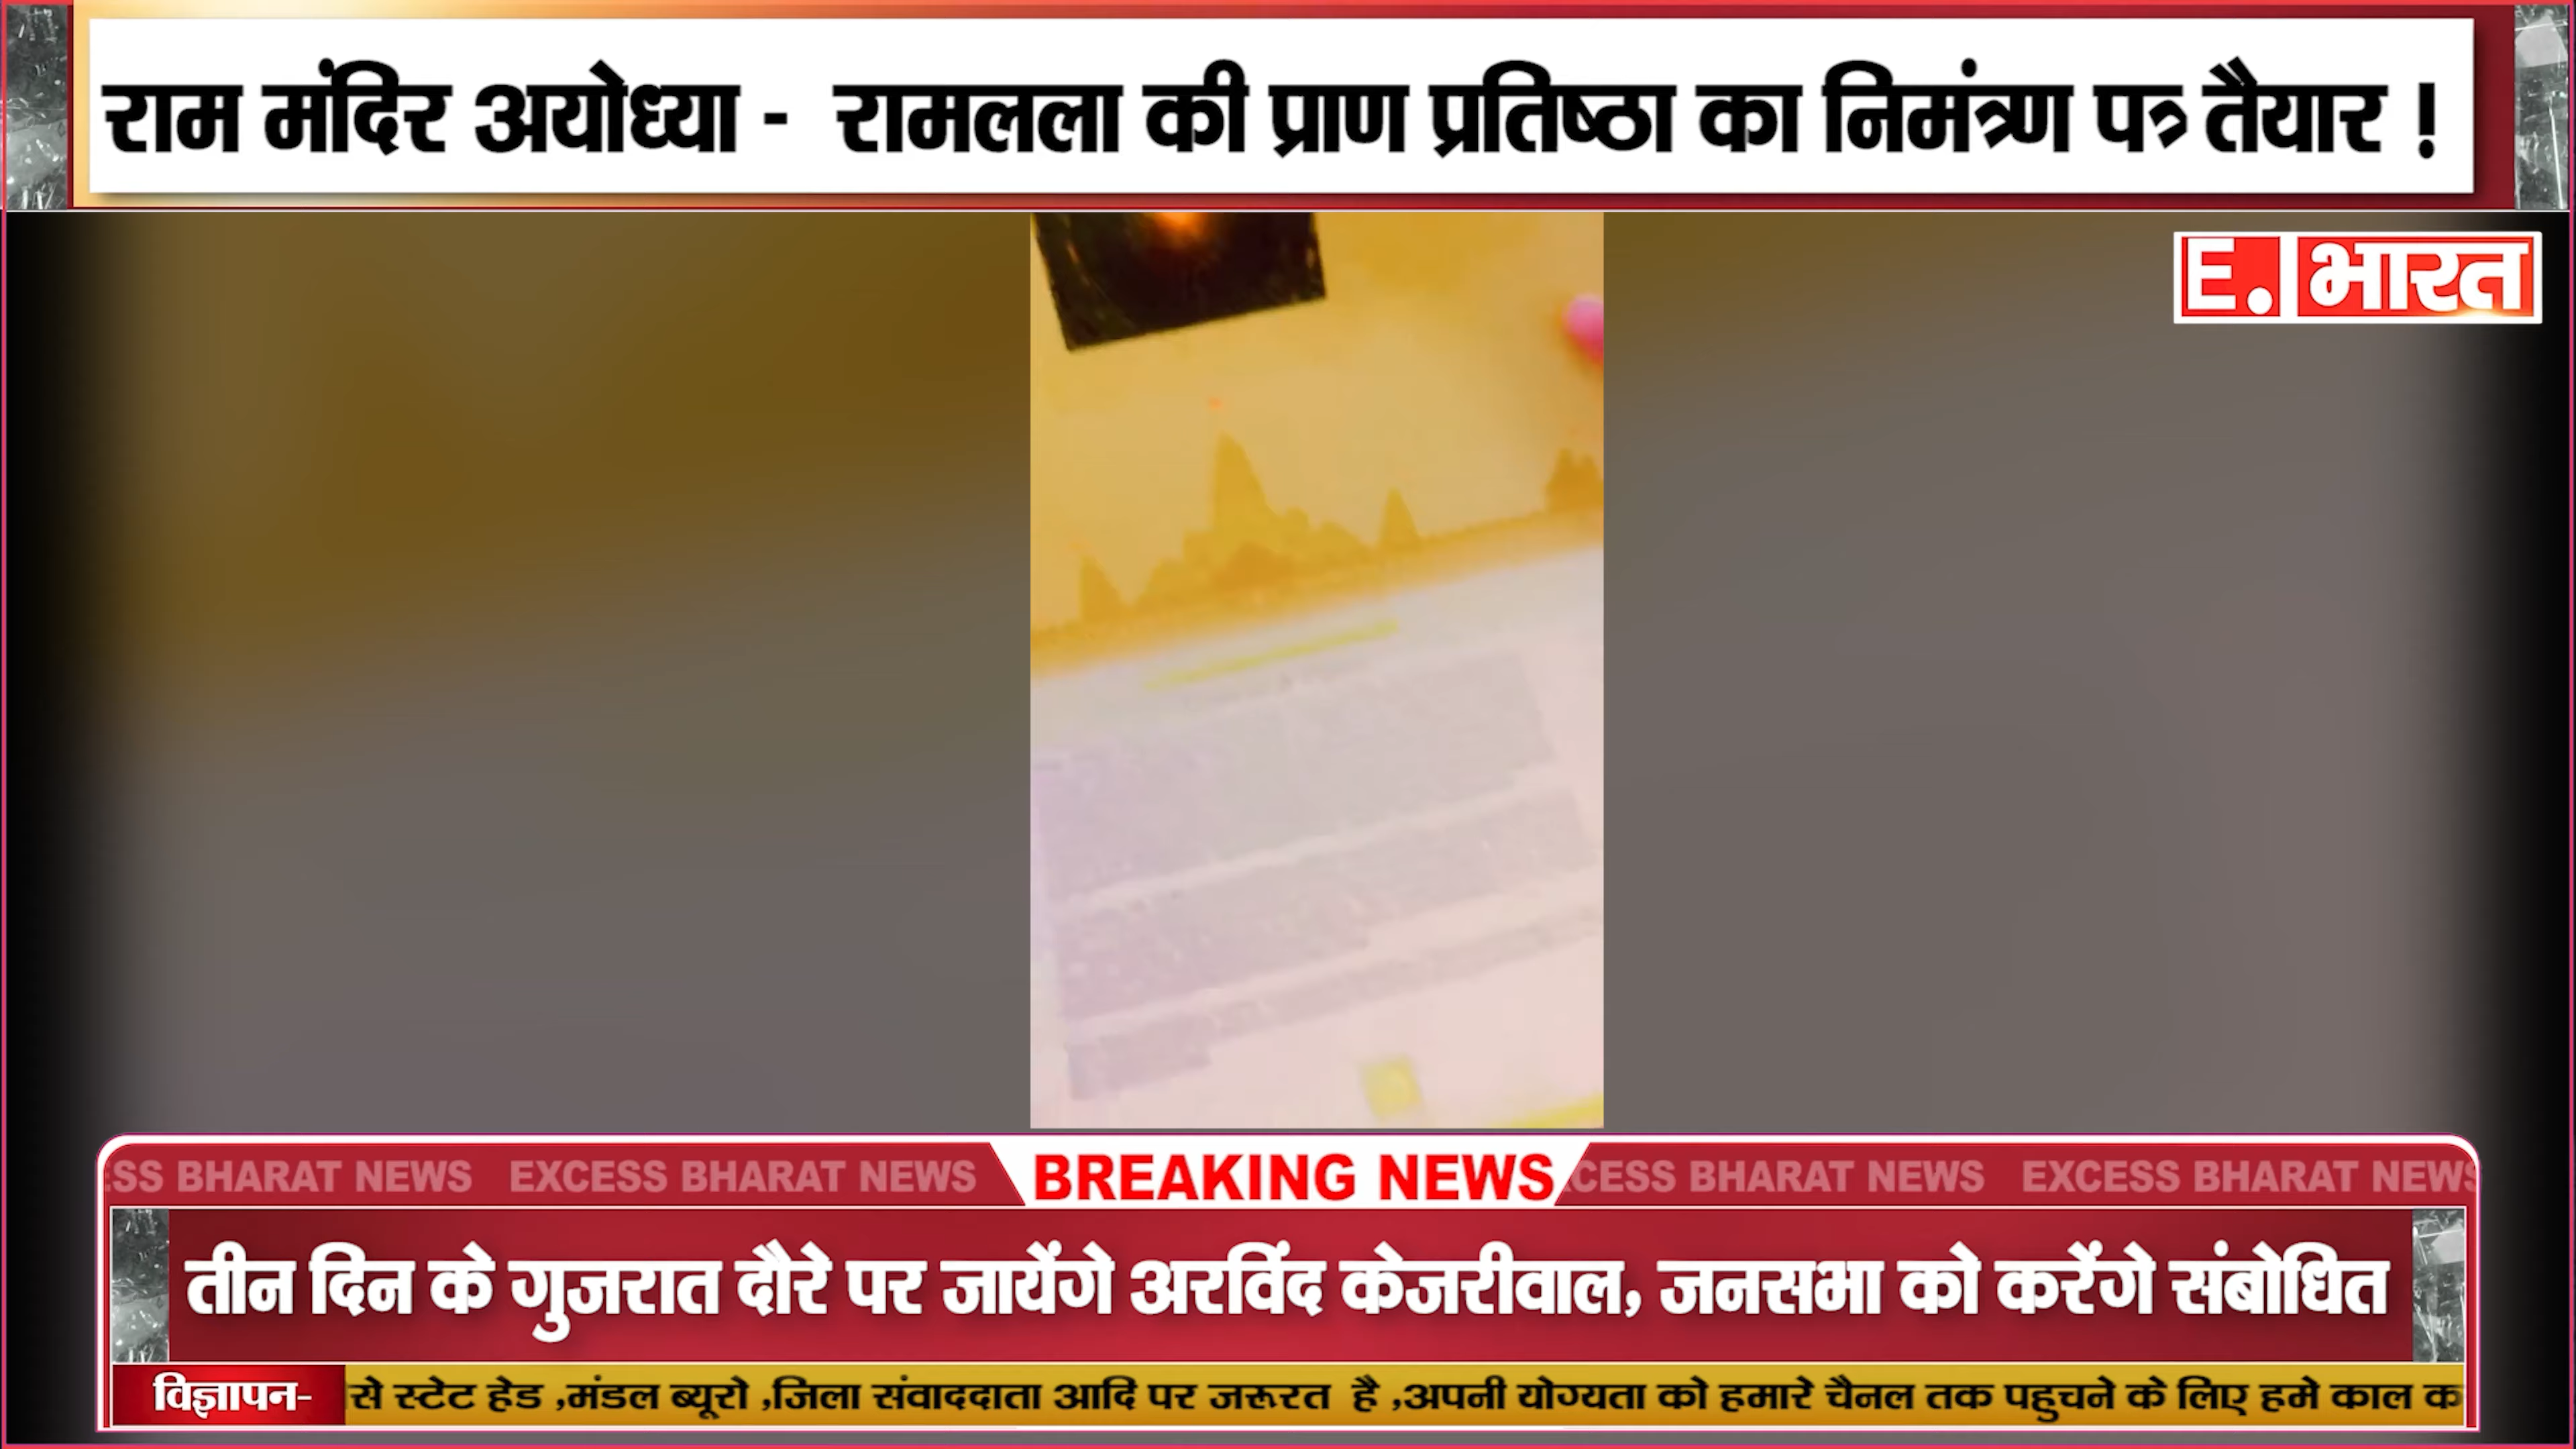 राम मंदिर अयोध्या - रामलला की प्राण प्रतिष्ठा का निमंत्रण पत्र तैयार !
E. भारत
ESS BHARAT NEWS EXCESS BHARAT NEWS BREAKING NEWS CESS BHARAT NEWS EXCESS BHARAT NEWS
तीन दिन के गुजरात दौरे पर जायेंगे अरविंद केजरीवाल, जनसभा को करेंगे संबोधित
विज्ञापन- से स्टेट हेड ,मंडल ब्यूरो ,जिला संवाददाता आदि पर जरूरत है ,अपनी योग्यता को हमारे चैनल तक पहुचने के लिए हमे काल क